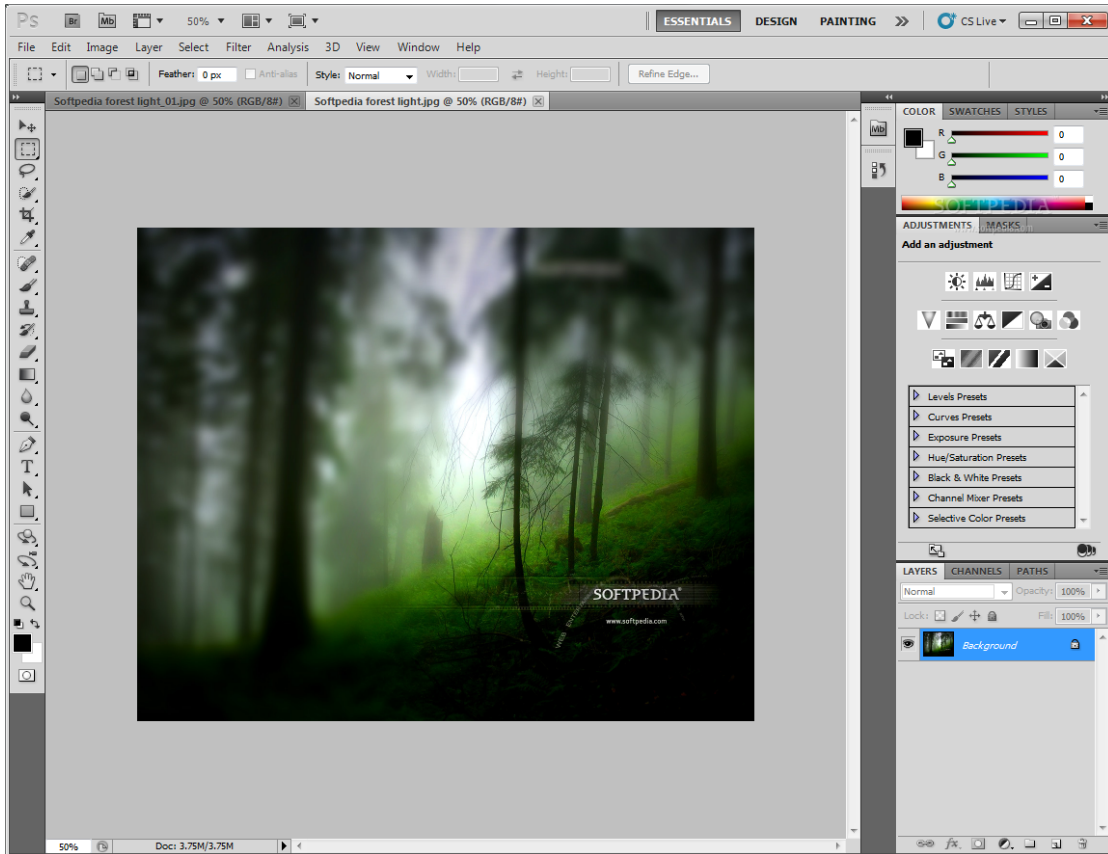 Ps Br Mb 50% ESSENTIALS DESIGN PAINTING CS Live
File Edit Image Layer Select Filter Analysis 3D View Window Help
Feather: 0 px Anti-alias Style: Normal Width: Height: Refine Edge...
Softpedia forest light_01.jpg @ 50% (RGB/8#) Softpedia forest light.jpg @ 50% (RGB/8#)
Mb
COLOR SWATCHES STYLES
R 0
G 0
B 0
SOFTPEDIA
ADJUSTMENTS MASKS
Add an adjustment
Levels Presets
Curves Presets
Exposure Presets
Hue/Saturation Presets
Black & White Presets
Channel Mixer Presets
Selective Color Presets
T
SOFTPEDIA®
www.softpedia.com
LAYERS CHANNELS PATHS
Normal Opacity: 100%
Lock: Fill: 100%
Background
50% Doc: 3.75M/3.75M
fx